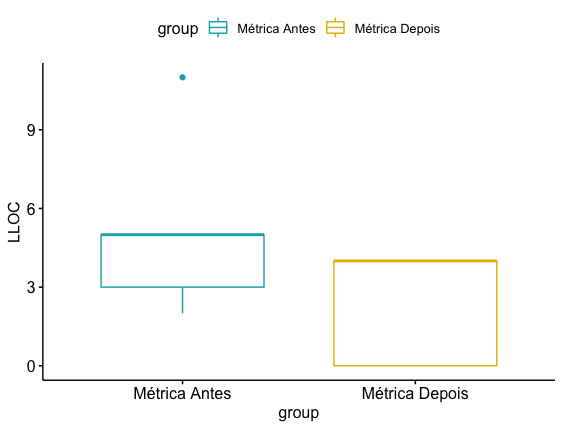 group Métrica Antes Métrica Depois
LLOC
9
6
3
0
Métrica Antes Métrica Depois
group